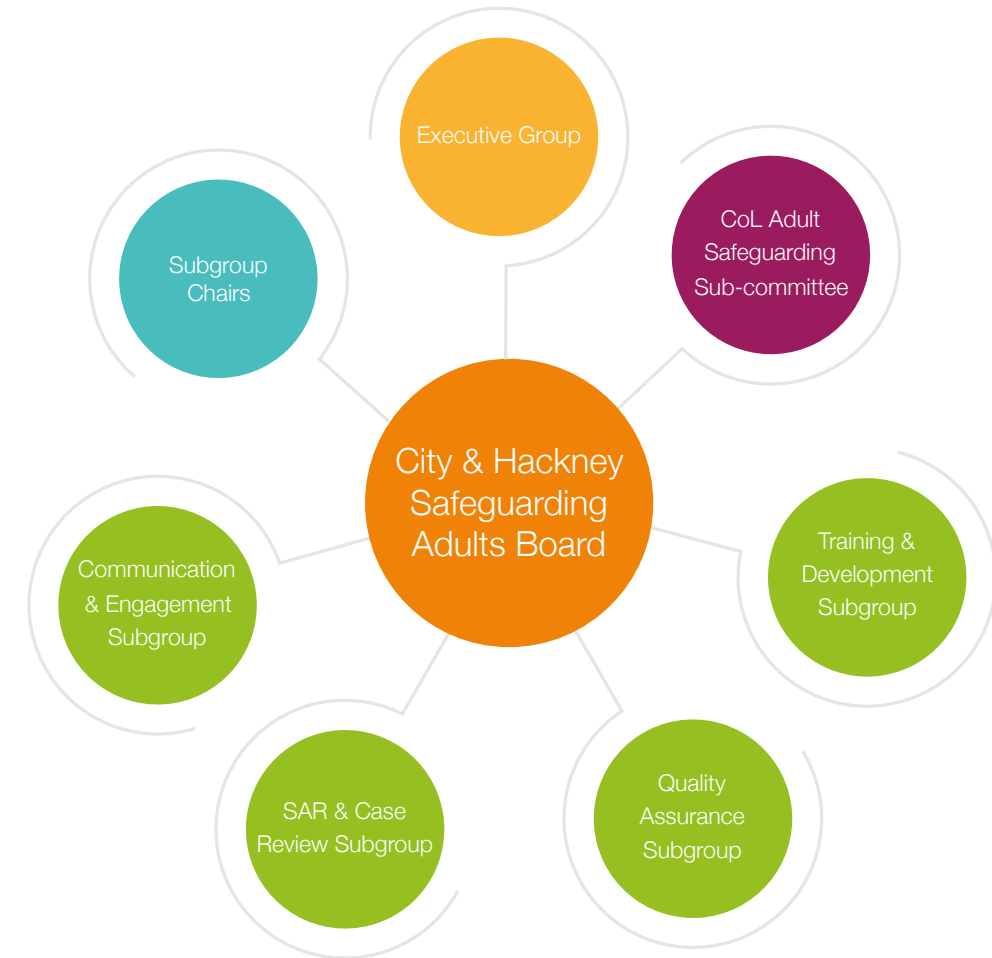 Executive Group
CoL Adult
Safeguarding
Sub-committee
Subgroup
Chairs
City & Hackney
Safeguarding
Adults Board
Training &
Development
Subgroup
Communication
& Engagement
Subgroup
Quality
Assurance
Subgroup
SAR & Case
Review Subgroup